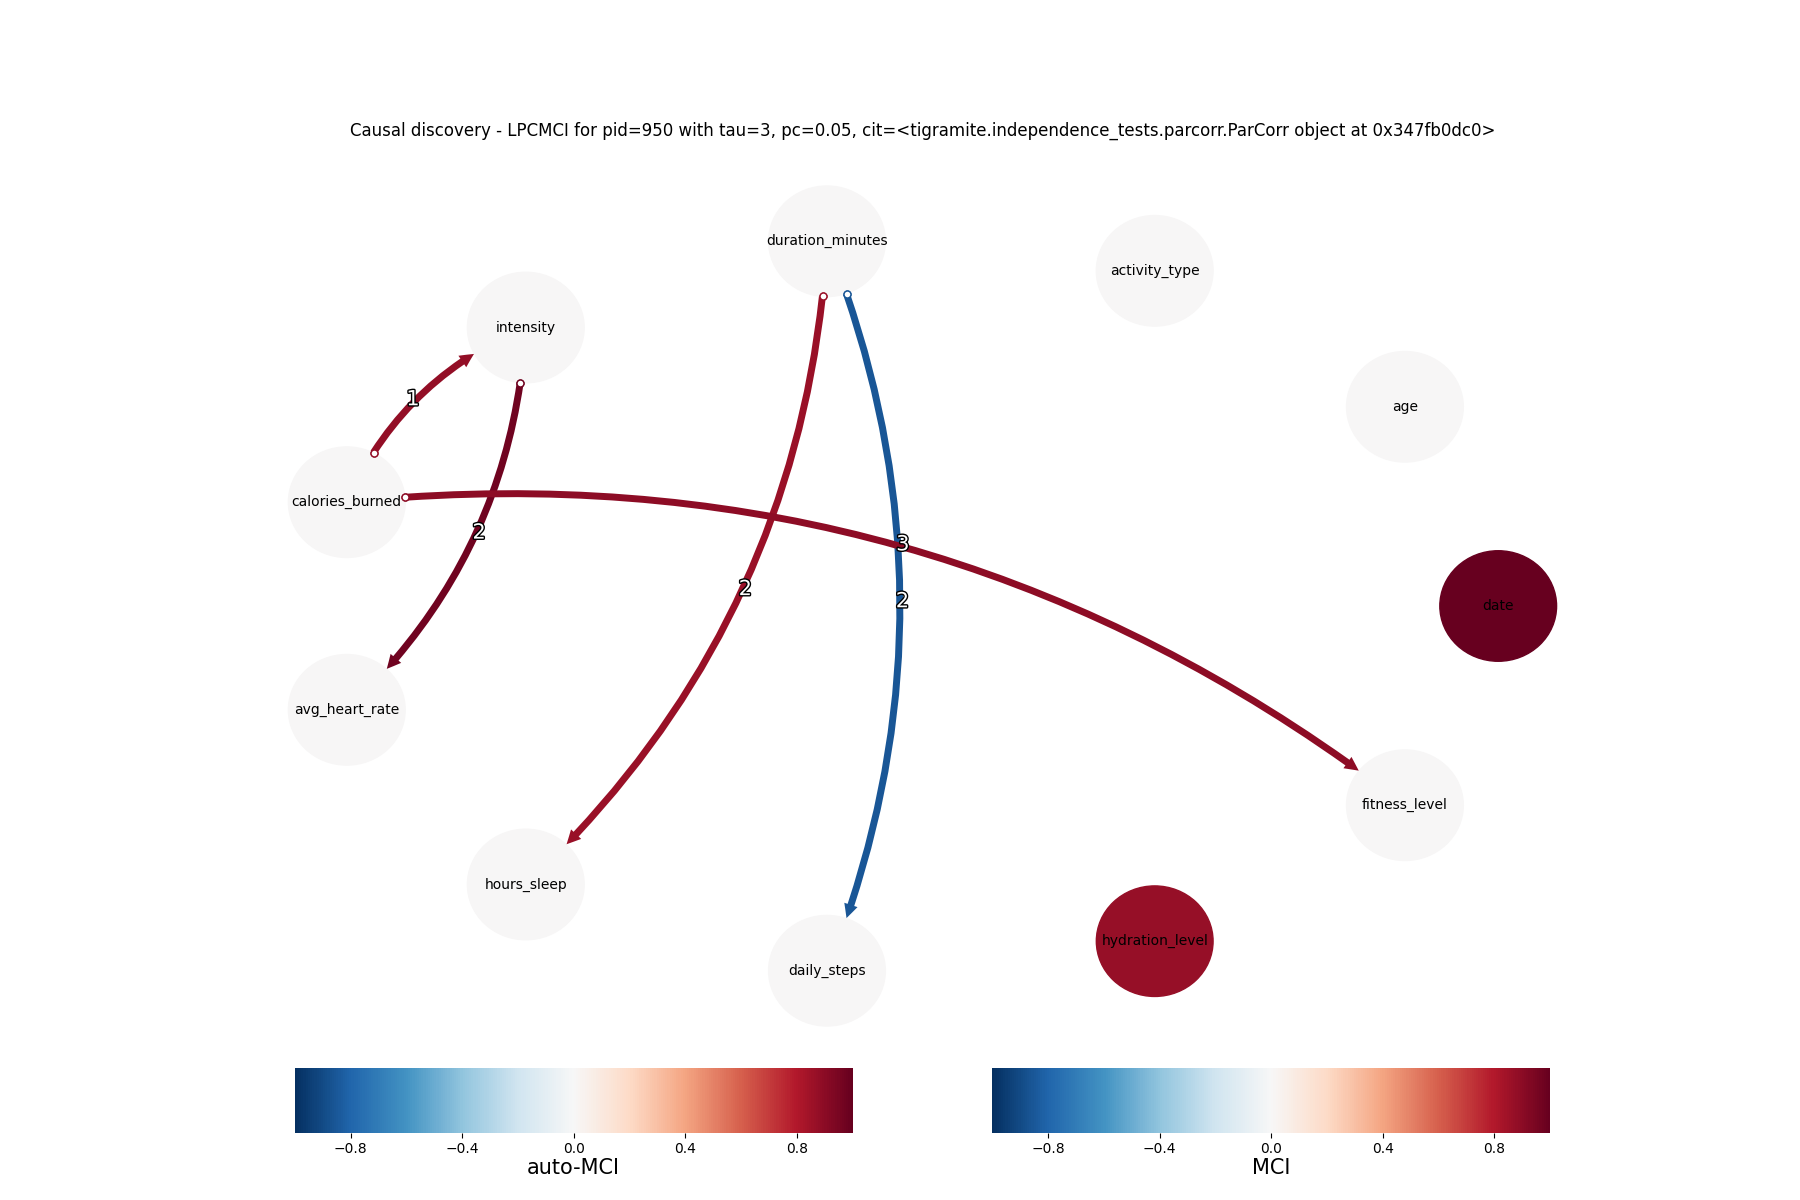 Causal discovery - LPCMCI for pid=950 with tau=3, pc=0.05, cit=<tigramite.independence_tests.parcorr.ParCorr object at 0x347fb0dc0>
duration_minutes
activity_type
intensity
1
age
calories_burned
2
3
2
2
date
avg_heart_rate
fitness_level
hours_sleep
hydration_level
daily_steps
−0.8 −0.4 0.0 0.4 0.8
auto-MCI
−0.8 −0.4 0.0 0.4 0.8
MCI